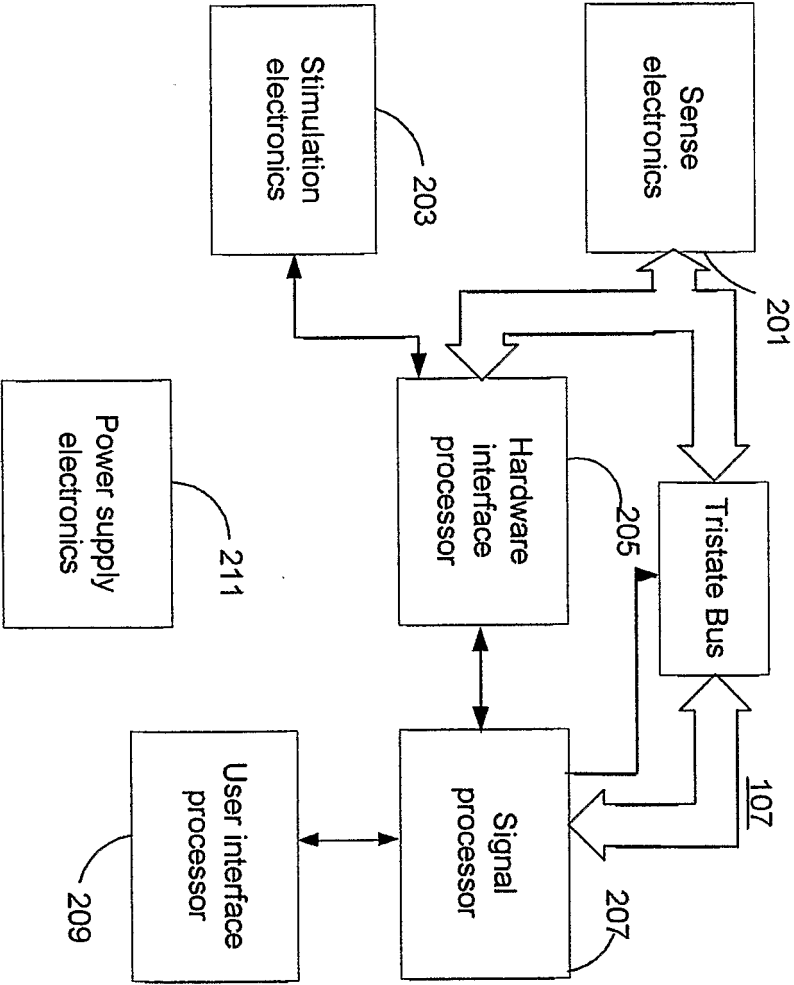 201
107
Sense
electronics
Tristate Bus
205
207
Hardware
interface
processor
Signal
processor
203
Stimulation
electronics
211
User interface
processor
Power supply
electronics
209